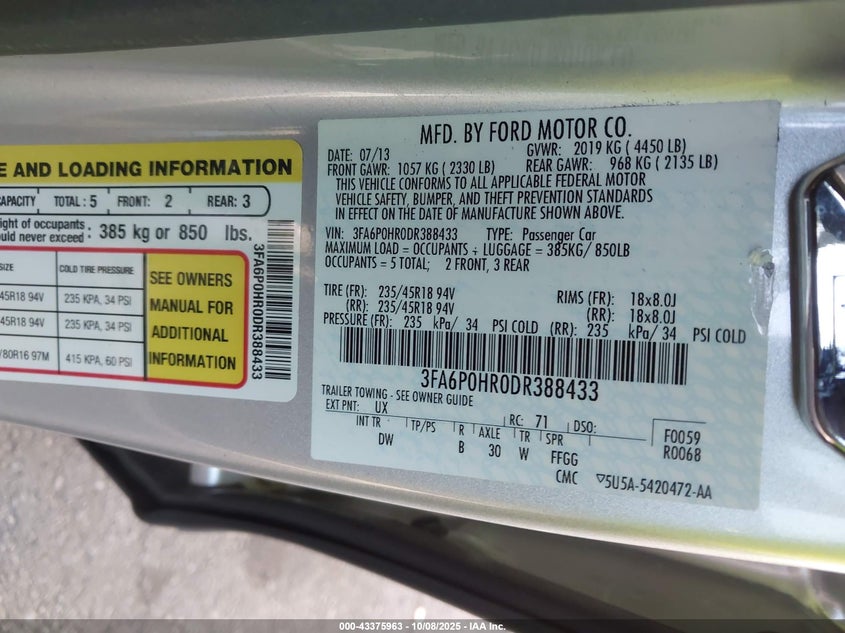 E AND LOADING INFORMATION
CAPACITY TOTAL : 5 FRONT: 2 REAR: 3
ight of occupants
ould never exceed : 385 kg or 850 lbs.
SIZE COLD TIRE PRESSURE
45R18 94V 235 KPA, 34 PSI
45R18 94V 235 KPA, 34 PSI
/80R16 97M 415 KPA, 60 PSI
SEE OWNERS
MANUAL FOR
ADDITIONAL
INFORMATION
3FA6P0HR0DR388433
MFD. BY FORD MOTOR CO.
DATE: 07/13 GVWR: 2019 KG ( 4450 LB)
FRONT GAWR: 1057 KG ( 2330 LB) REAR GAWR: 968 KG ( 2135 LB)
THIS VEHICLE CONFORMS TO ALL APPLICABLE FEDERAL MOTOR
VEHICLE SAFETY, BUMPER, AND THEFT PREVENTION STANDARDS
IN EFFECT ON THE DATE OF MANUFACTURE SHOWN ABOVE.
VIN: 3FA6P0HR0DR388433 TYPE: Passenger Car
MAXIMUM LOAD = OCCUPANTS + LUGGAGE = 385KG/ 850LB
OCCUPANTS = 5 TOTAL; 2 FRONT, 3 REAR
TIRE (FR): 235/45R18 94V RIMS (FR): 18x8.0J
(RR): 235/45R18 94V (RR): 18x8.0J
PRESSURE (FR): 235 kPa/ 34 PSI COLD (RR): 235 kPa/ 34 PSI COLD
3FA6P0HR0DR388433
TRAILER TOWING - SEE OWNER GUIDE
EXT PNT: UX RC: 71 DSO:
INT TR TP/PS R AXLE TR SPR
DW B 30 W FFGG
F0059
R0068
CMC ▽5U5A-5420472-AA
000-43375963 - 10/08/2025 - IAA Inc.